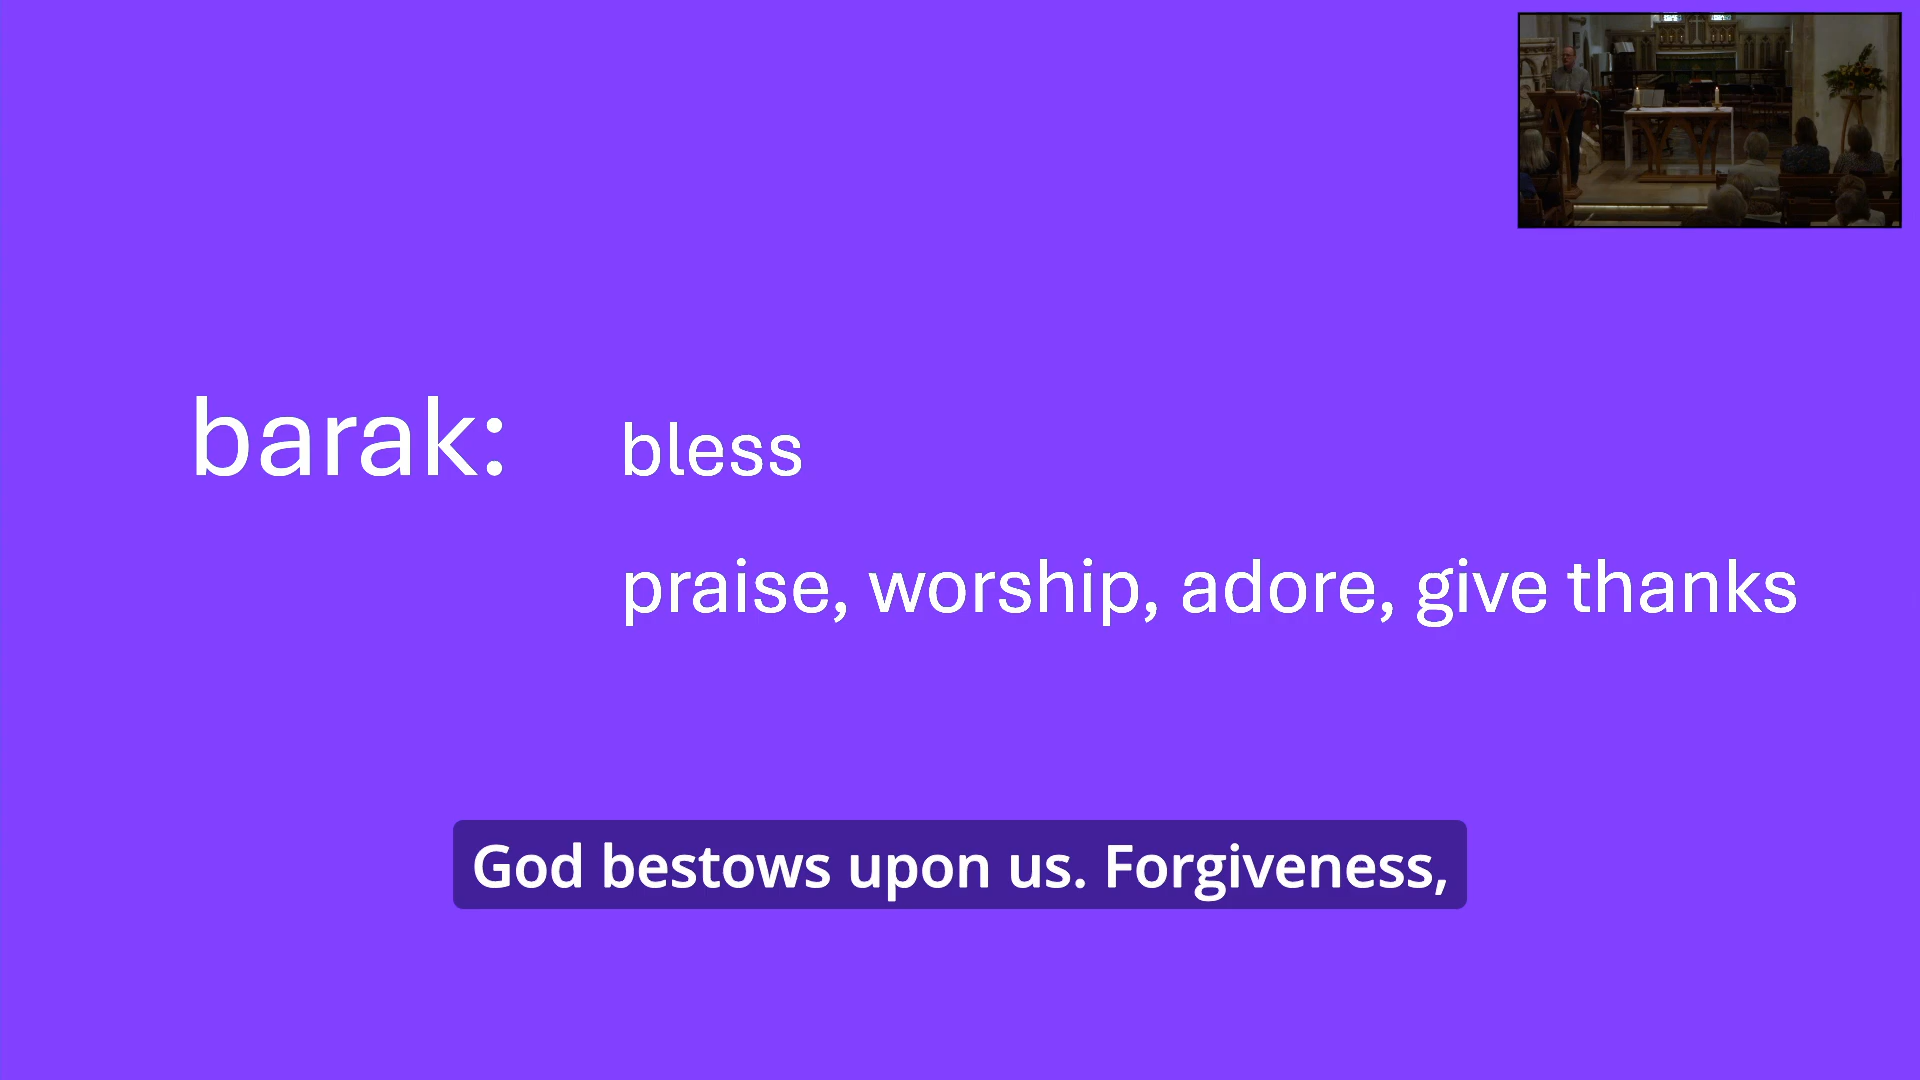 barak: bless
praise, worship, adore, give thanks
God bestows upon us. Forgiveness,